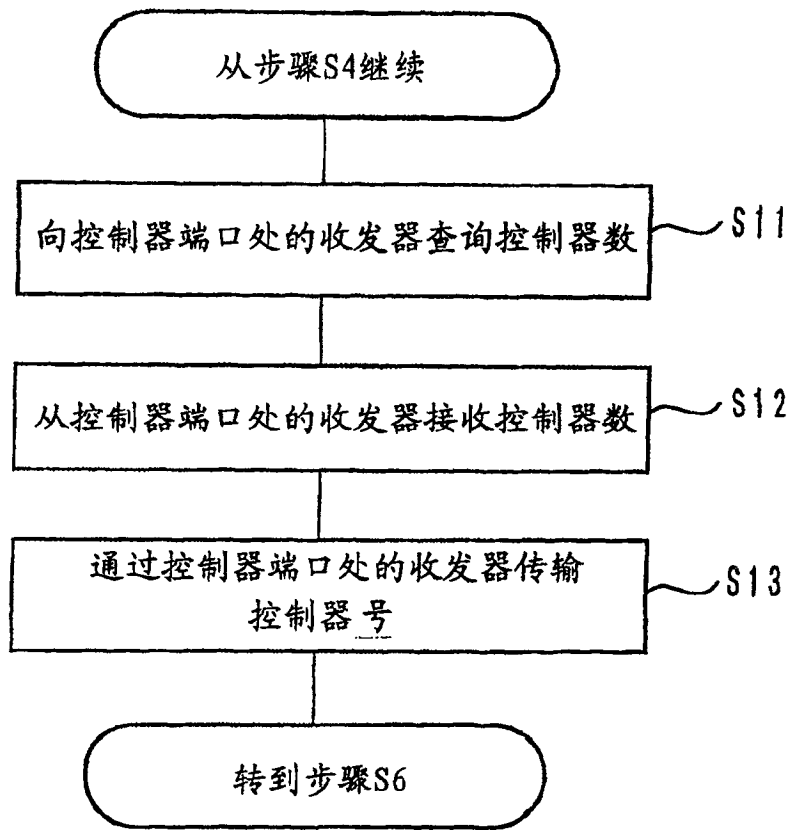 从步骤S4继续
向控制器端口处的收发器查询控制器数
S11
从控制器端口处的收发器接收控制器数
S12
通过控制器端口处的收发器传输
控制器号
S13
转到步骤S6